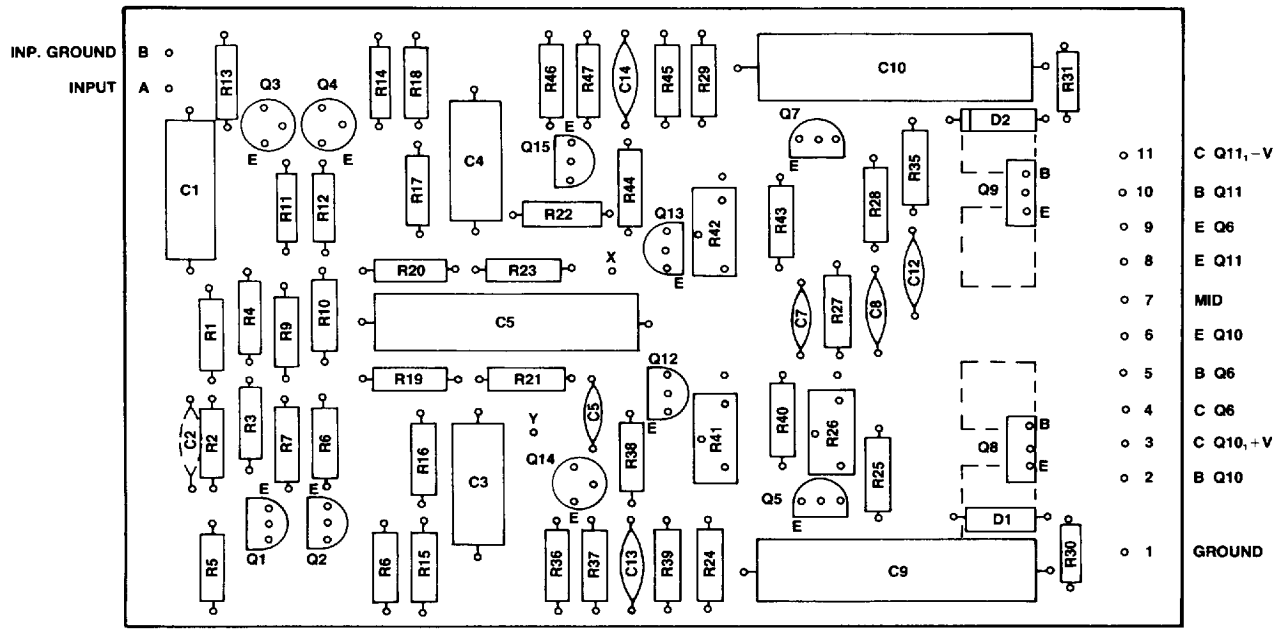 INP. GROUND B
INPUT A
R13
Q3
Q4
E
E
R14
R18
R46
R47
C14
R45
R29
C10
R31
C1
R11
R12
R17
C4
Q15
E
R22
R44
Q13
E
R42
R43
Q7
E
R28
R35
D2
Q9
B
E
11 C Q11,−V
10 B Q11
9 E Q6
8 E Q11
7 MID
6 E Q10
5 B Q6
4 C Q6
3 C Q10,+V
2 B Q10
1 GROUND
R20
R23
X
C5
R1
R4
R9
R10
C7
R27
C8
C12
R19
R21
C5
Q12
E
R41
R40
R26
R25
C2
R2
R3
R7
R6
R16
C3
Y
Q14
E
R38
Q5
E
Q8
B
E
D1
R5
E
Q1
E
Q2
R6
R15
R36
R37
C13
R39
R24
C9
R30